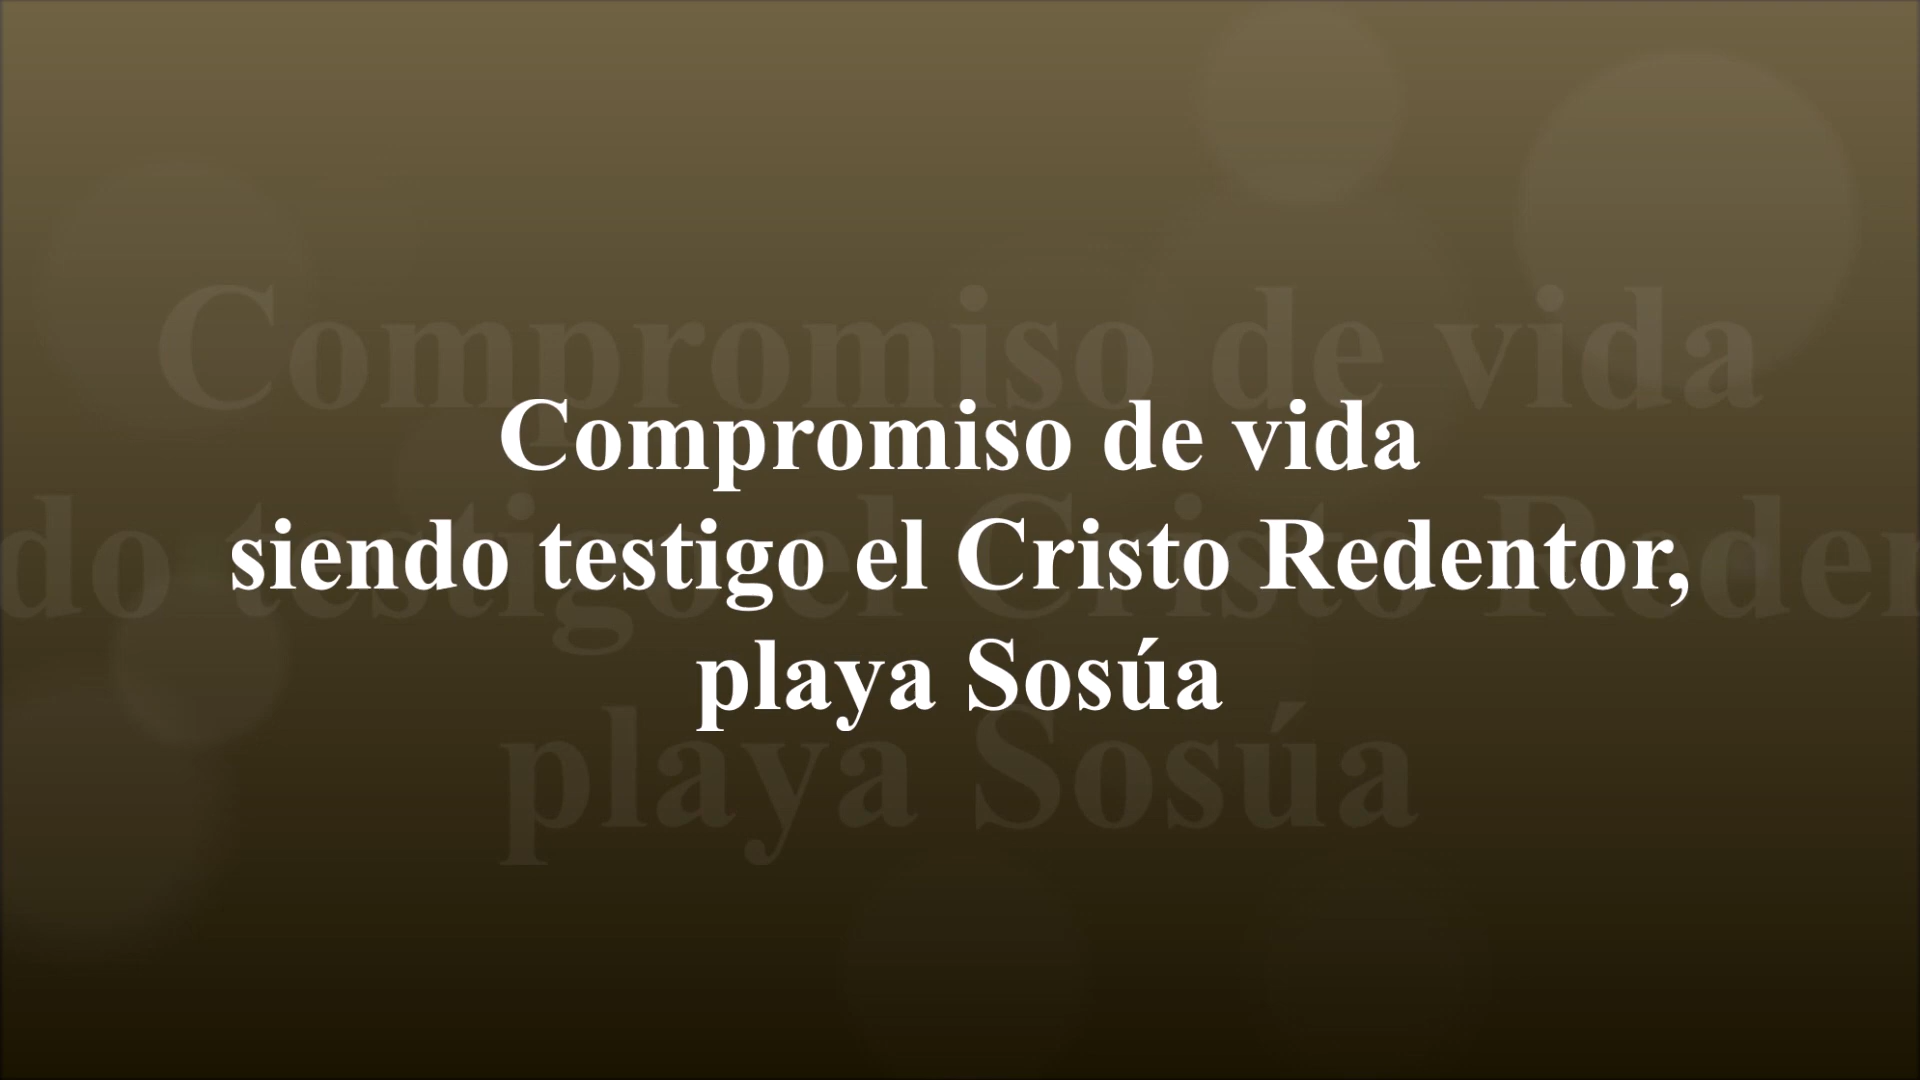 Compromiso de vida
siendo testigo el Cristo Redentor,
playa Sosúa